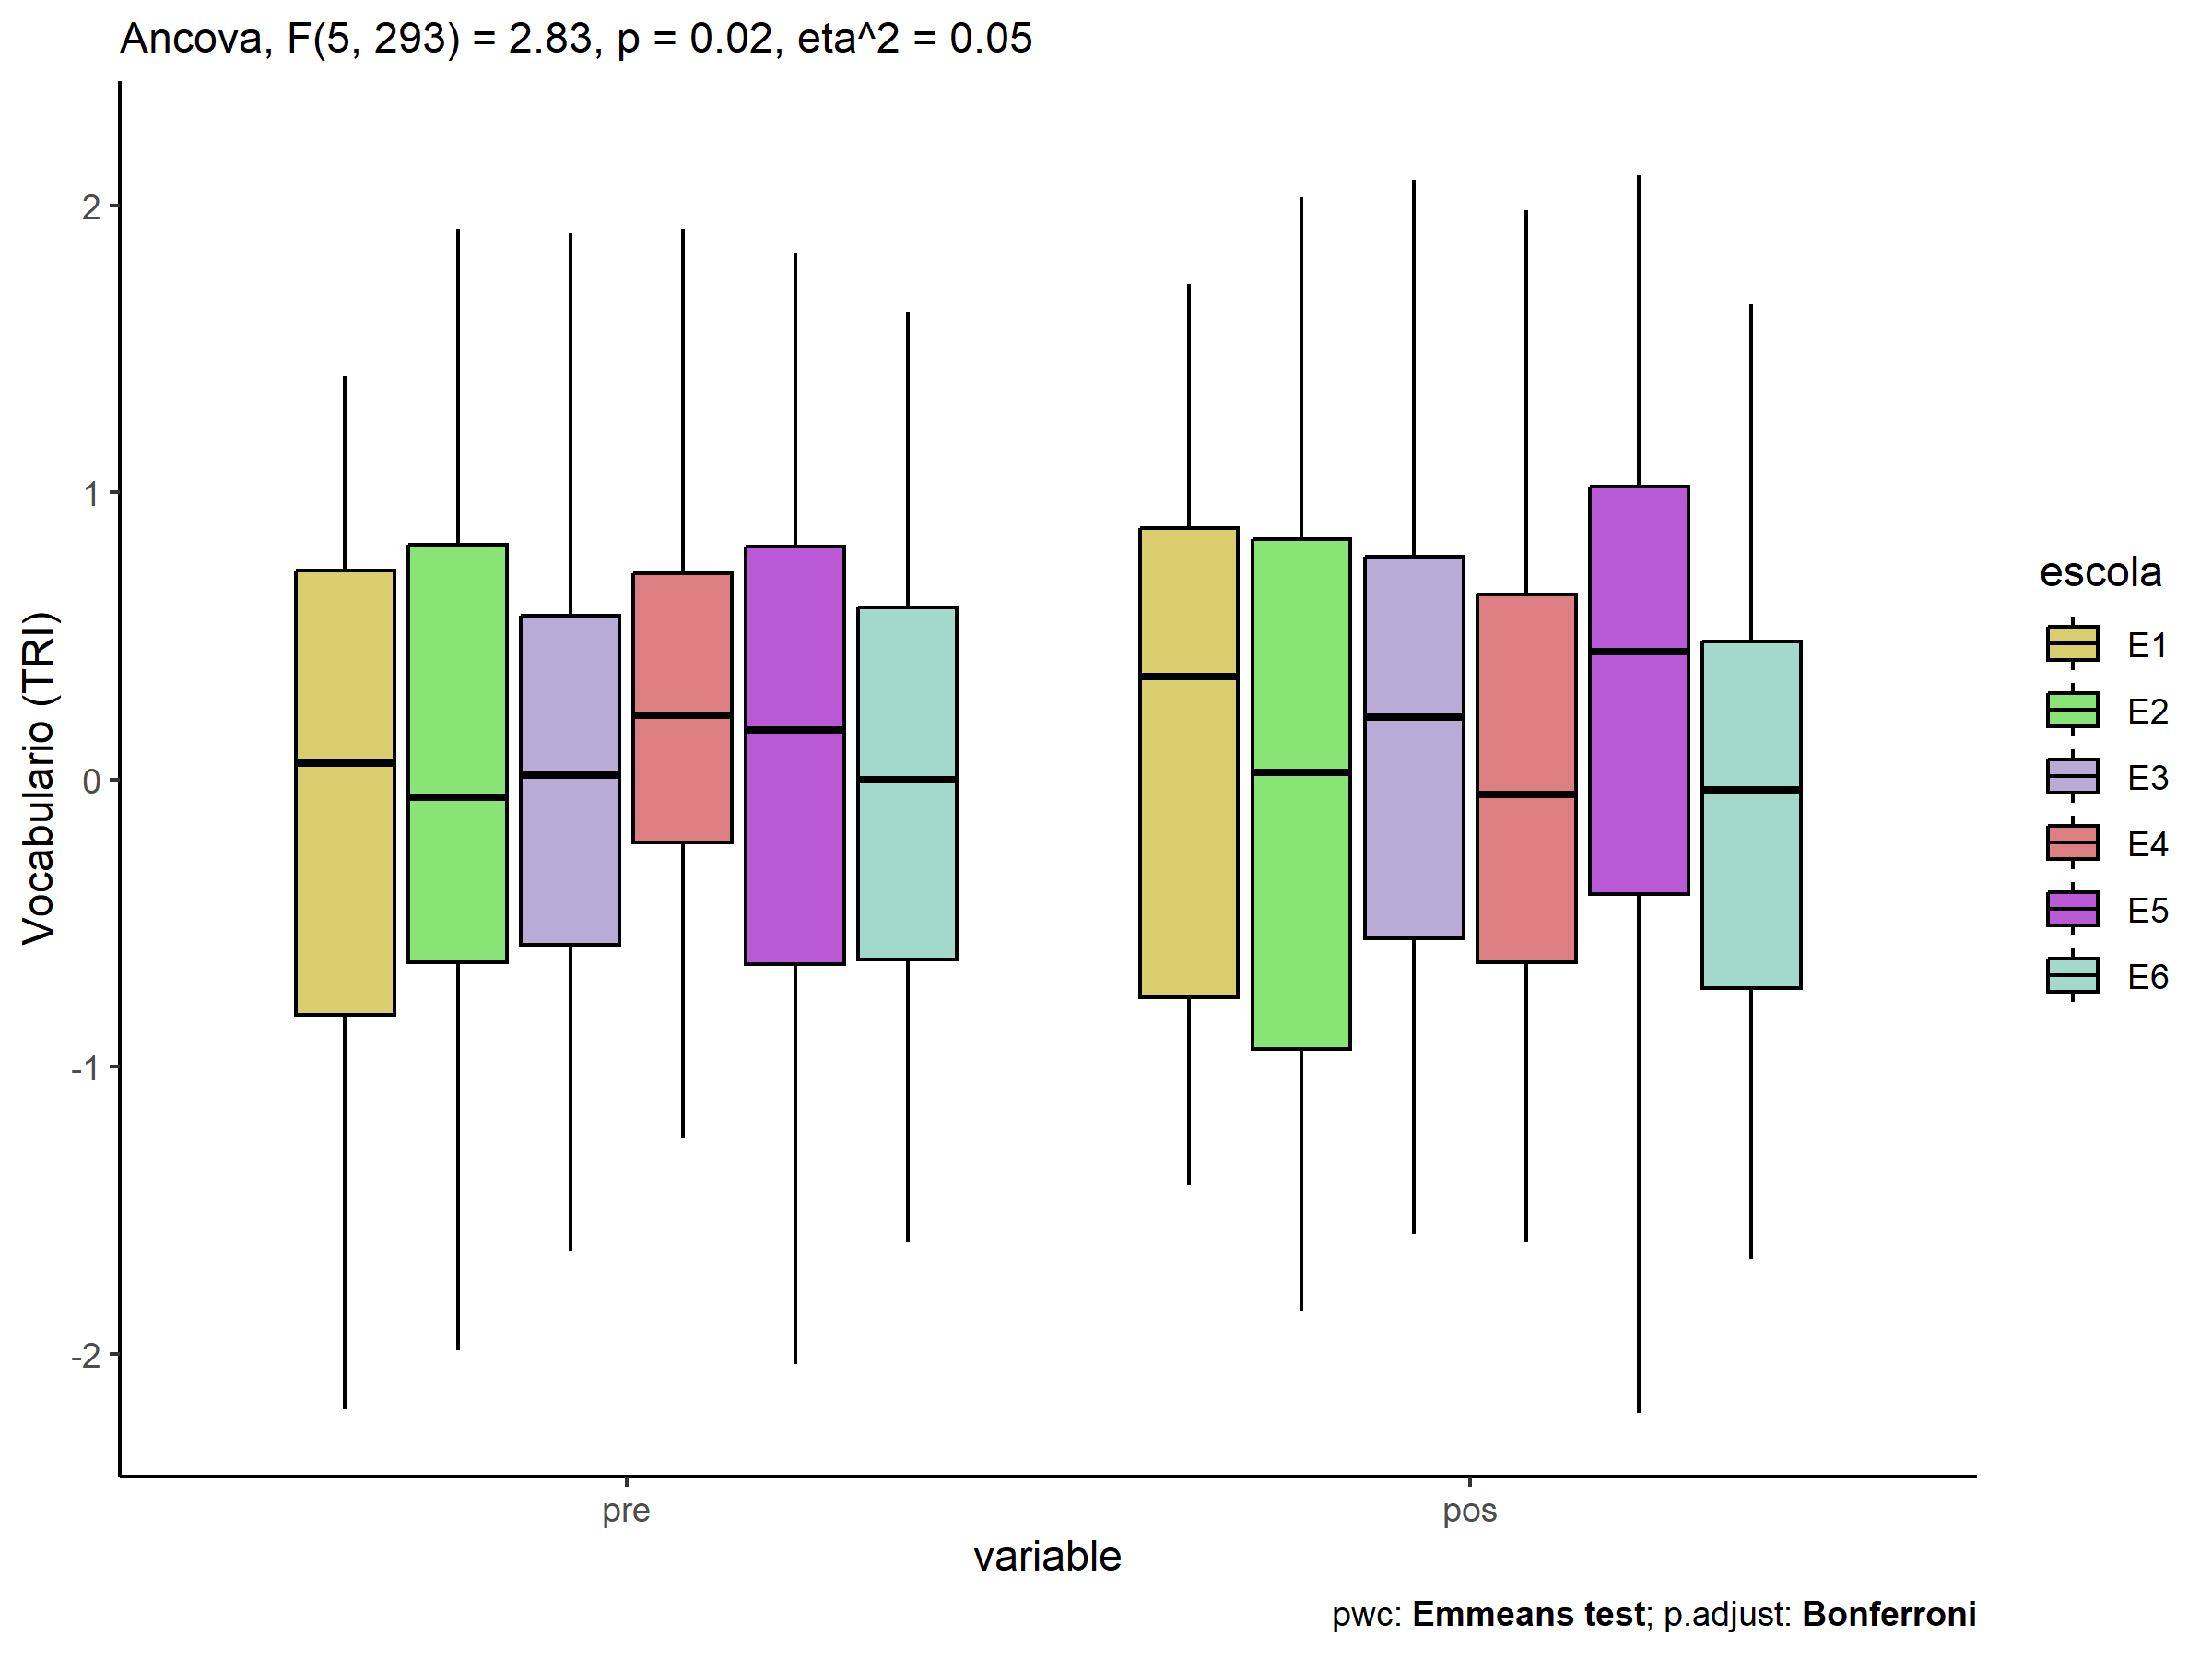 Ancova, F(5, 293) = 2.83, p = 0.02, eta^2 = 0.05
Vocabulario (TRI)
2
1
0
-1
-2
pre
pos
variable
escola
E1
E2
E3
E4
E5
E6
pwc: Emmeans test; p.adjust: Bonferroni